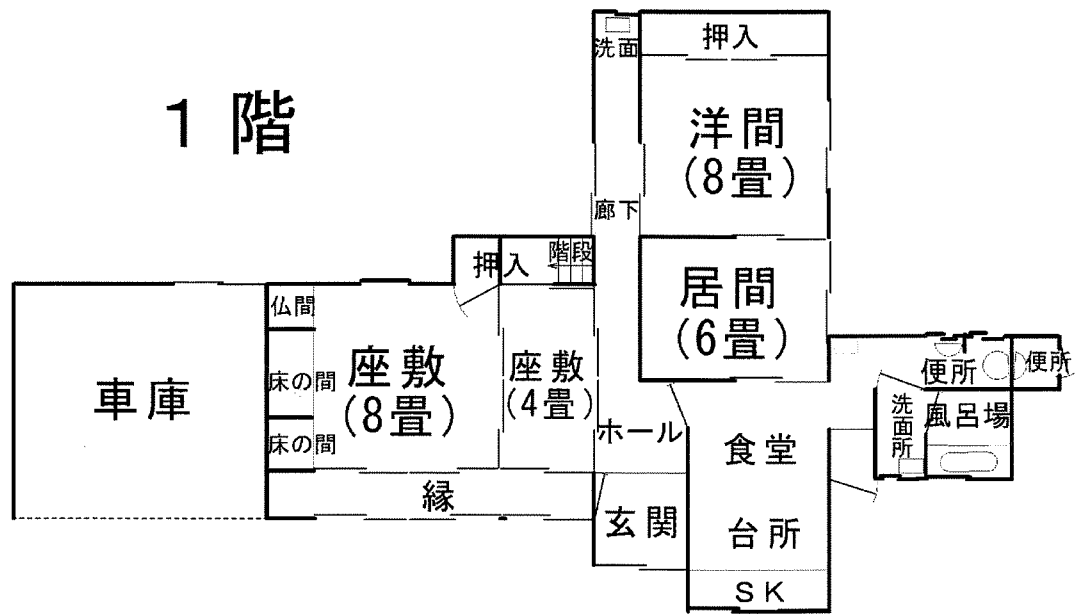 1階
洗面
押入
洋間
(8畳)
廊下
押入
階段
居間
(6畳)
仏間
車庫
床の間
座敷
(8畳)
座敷
(4畳)
床の間
ホール
食堂
便所
便所
洗面所
風呂場
縁
玄関
台所
SK